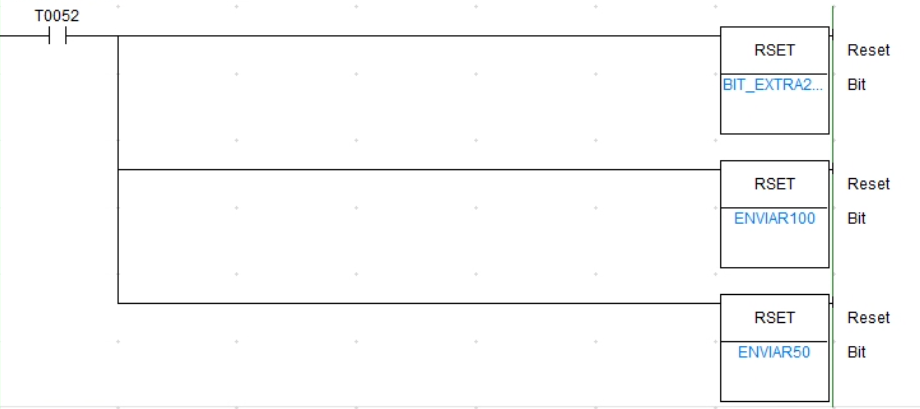 T0052
RSET Reset
BIT_EXTRA2... Bit
RSET Reset
ENVIAR100 Bit
RSET Reset
ENVIAR50 Bit